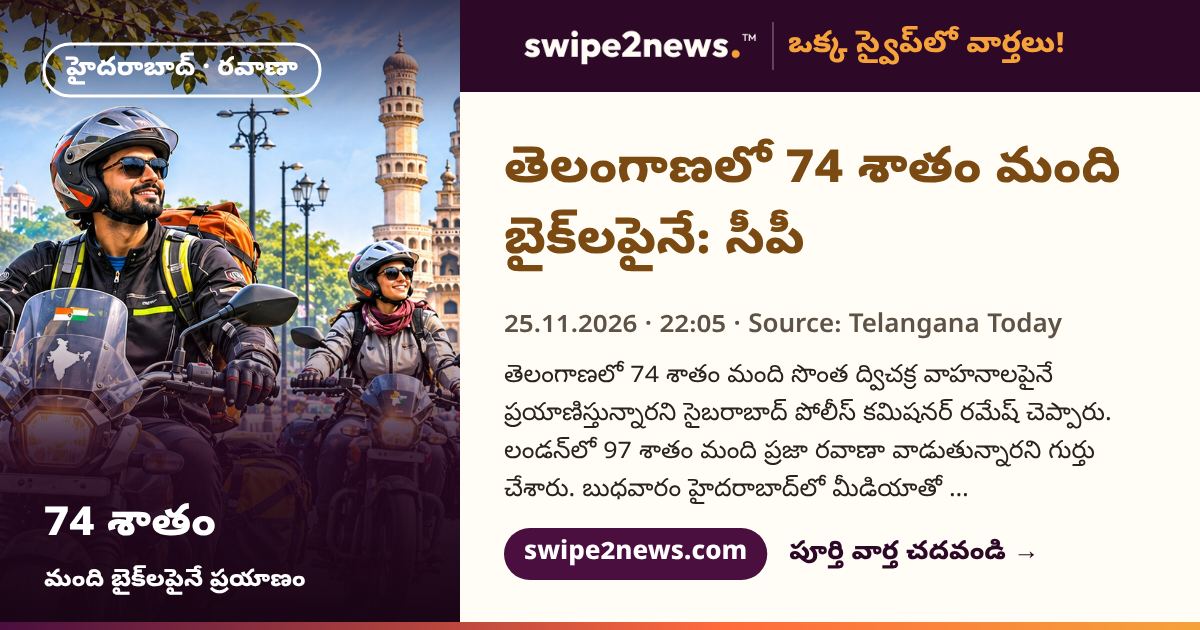 హైదరాబాద్ · రవాణా
74 శాతం
మంది బైక్‌లపైనే ప్రయాణం
swipe2news.™ ఒక్క స్వైప్‌లో వార్తలు!
తెలంగాణలో 74 శాతం మంది
బైక్‌లపైనే: సీపీ
25.11.2026 · 22:05 · Source: Telangana Today
తెలంగాణలో 74 శాతం మంది సొంత ద్విచక్ర వాహనాలపైనే
ప్రయాణిస్తున్నారని సైబరాబాద్ పోలీస్ కమిషనర్ రమేష్ చెప్పారు.
లండన్‌లో 97 శాతం మంది ప్రజా రవాణా వాడుతున్నారని గుర్తు
చేశారు. బుధవారం హైదరాబాద్‌లో మీడియాతో ...
swipe2news.com పూర్తి వార్త చదవండి →